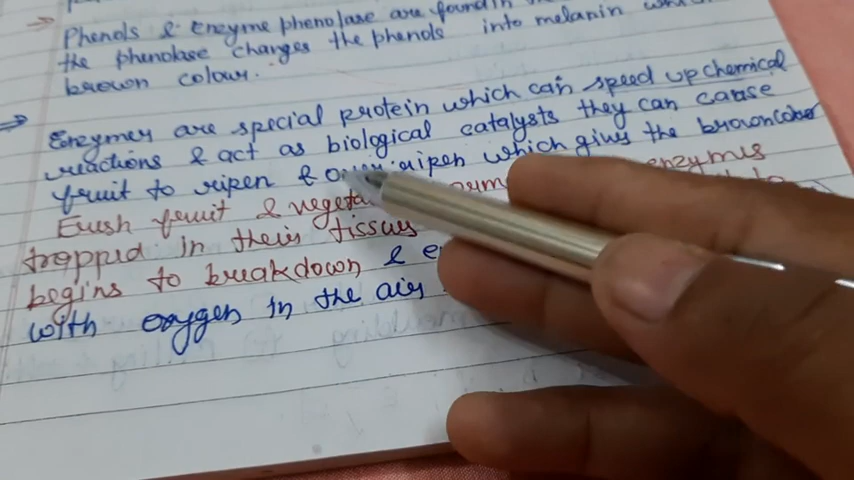 Phenols & Enzyme phenolase are found in
the phenolase changes the phenols into melanin
brown colour.
Enzymes are special protein which can speed up chemical
reactions & act as biological catalysts they can cause
fruit to ripen & ripen which gives the brown colour
Fresh fruit & enzymes
trapped in their tissues
begins to breakdown &
with oxygen in the air